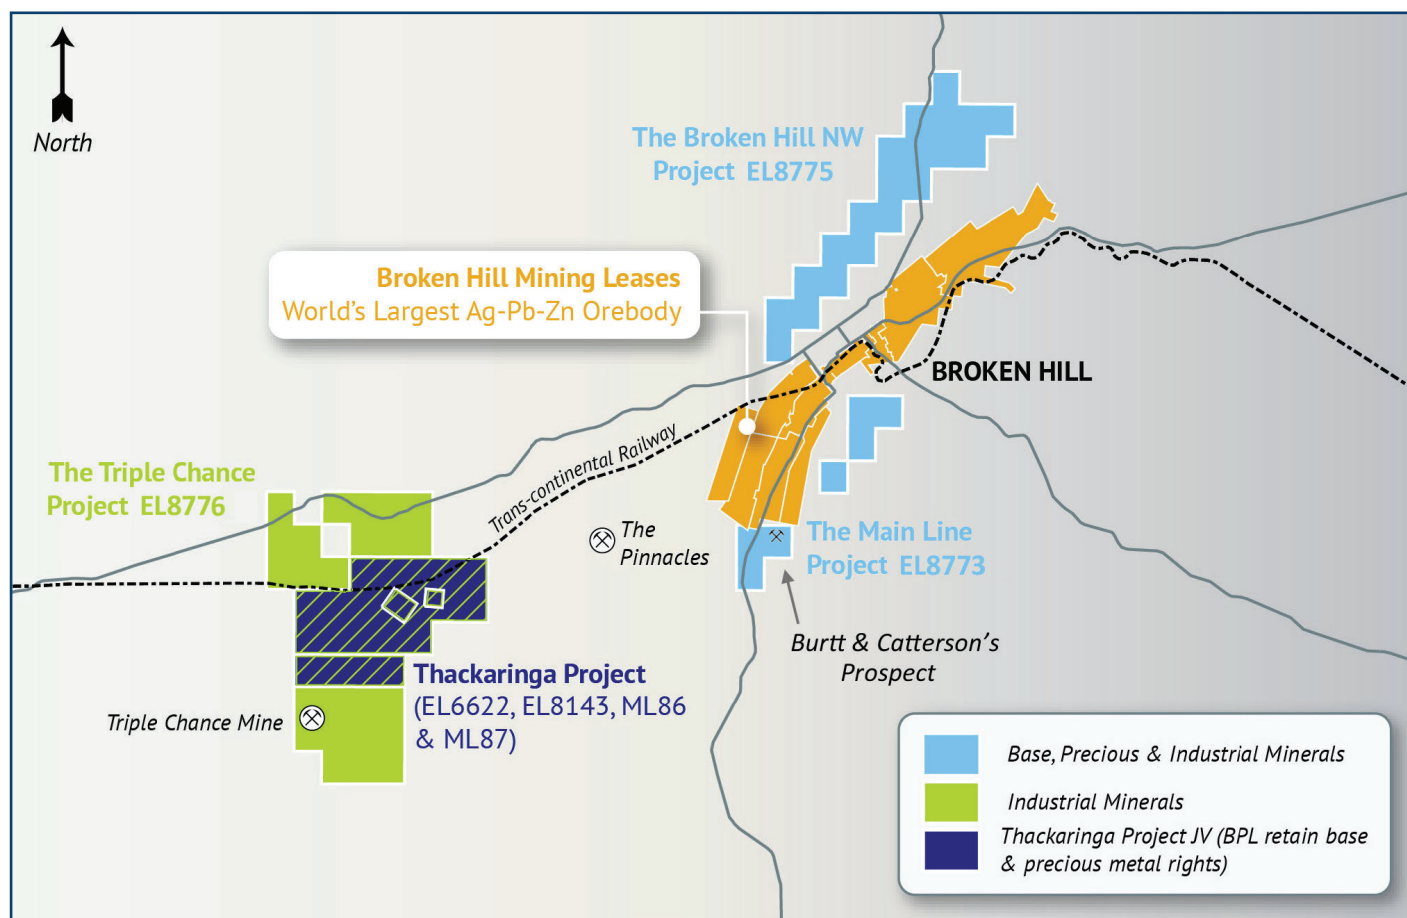 North
The Broken Hill NW
Project EL8775
Broken Hill Mining Leases
World's Largest Ag-Pb-Zn Orebody
BROKEN HILL
Trans-continental Railway
The Triple Chance
Project EL8776
The
Pinnacles
The Main Line
Project EL8773
Burtt & Catterson's
Prospect
Thackaringa Project
(EL6622, EL8143, ML86
& ML87)
Triple Chance Mine
Base, Precious & Industrial Minerals
Industrial Minerals
Thackaringa Project JV (BPL retain base
& precious metal rights)